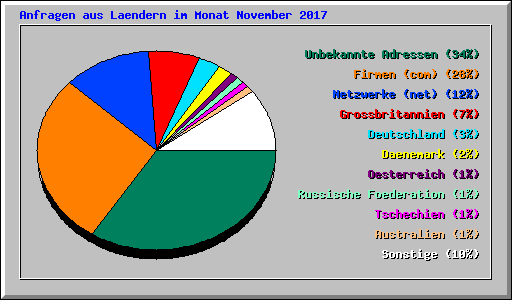 Anfragen aus Laendern im Monat November 2017
Unbekannte Adressen (34%)
Firmen (com) (28%)
Netzwerke (net) (12%)
Grossbritannien (7%)
Deutschland (3%)
Daenemark (2%)
Oesterreich (1%)
Russische Foederation (1%)
Tschechien (1%)
Australien (1%)
Sonstige (10%)